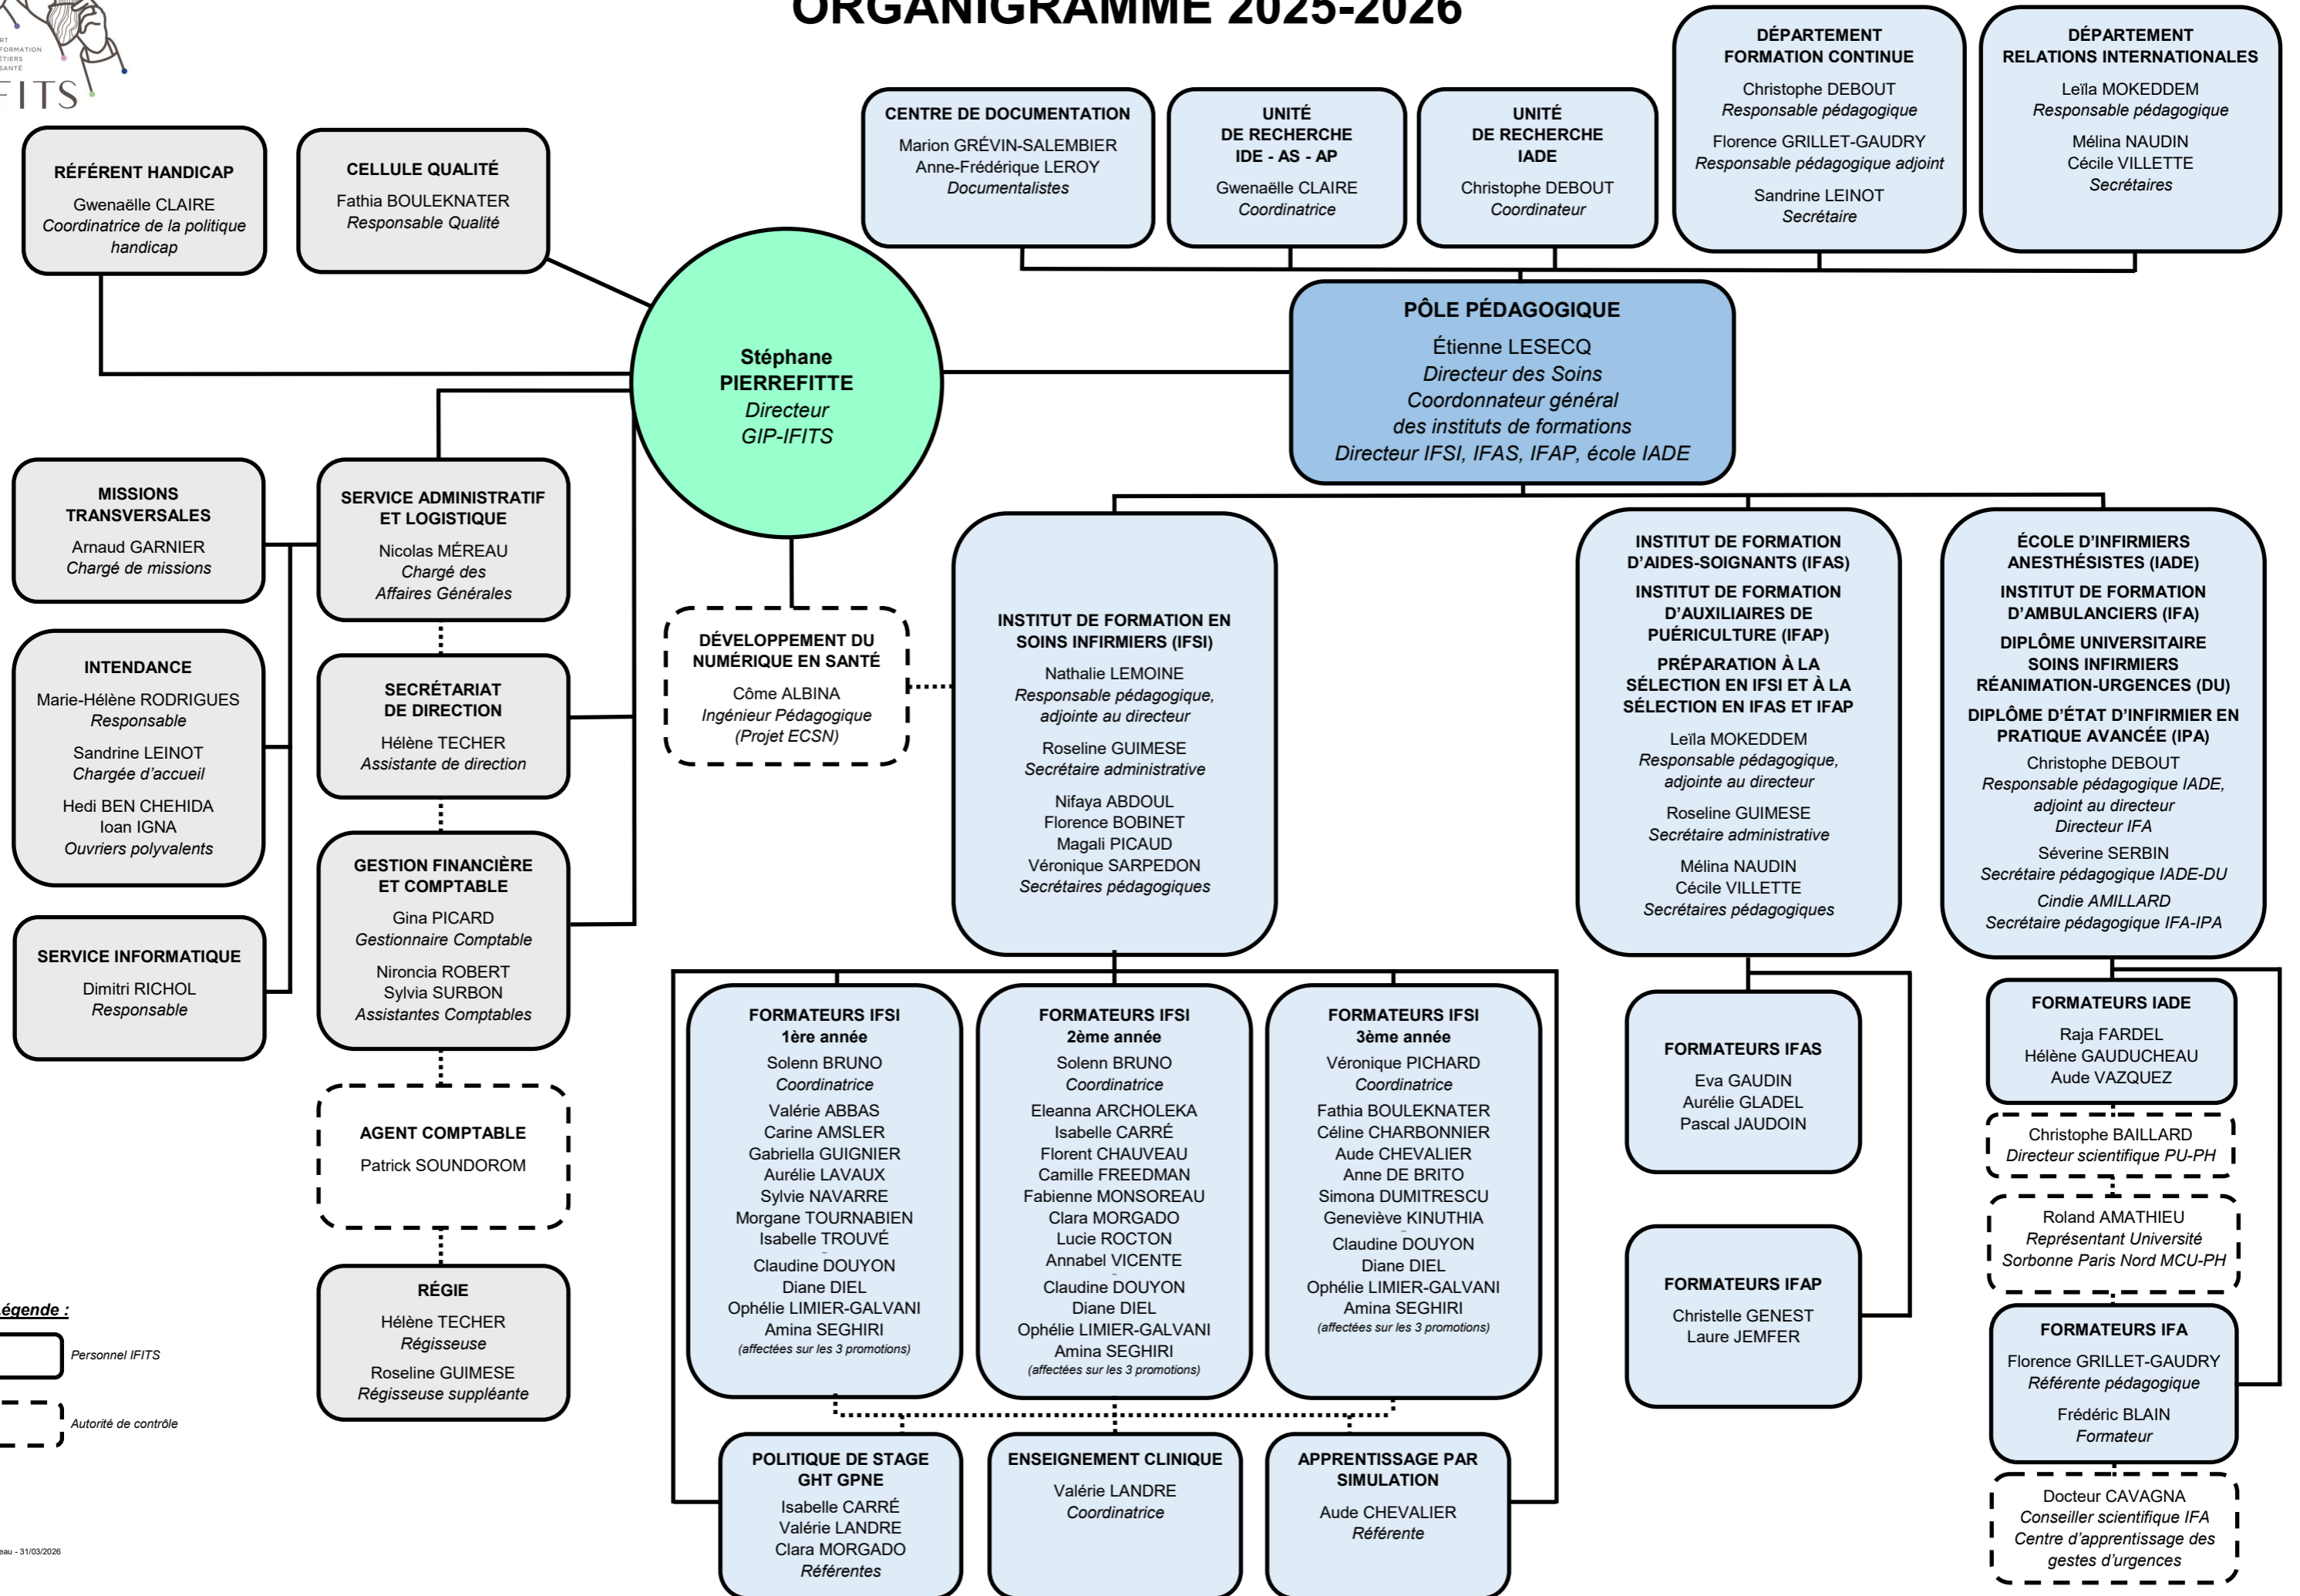 ORGANIGRAMME 2025-2026
FORMATION
SANTÉ
RÉFÉRENT HANDICAP
Gwenaëlle CLAIRE
Coordinatrice de la politique
handicap
CELLULE QUALITÉ
Fathia BOULEKNATER
Responsable Qualité
CENTRE DE DOCUMENTATION
Marion GRÉVIN-SALEMBIER
Anne-Frédérique LEROY
Documentalistes
UNITÉ
DE RECHERCHE
IDE - AS - AP
Gwenaëlle CLAIRE
Coordinatrice
UNITÉ
DE RECHERCHE
IADE
Christophe DEBOUT
Coordinateur
DÉPARTEMENT
FORMATION CONTINUE
Christophe DEBOUT
Responsable pédagogique
Florence GRILLET-GAUDRY
Responsable pédagogique adjoint
Sandrine LEINOT
Secrétaire
DÉPARTEMENT
RELATIONS INTERNATIONALES
Leïla MOKEDDEM
Responsable pédagogique
Mélina NAUDIN
Cécile VILLETTE
Secrétaires
Stéphane
PIERREFITTE
Directeur
GIP-IFITS
PÔLE PÉDAGOGIQUE
Étienne LESECQ
Directeur des Soins
Coordonnateur général
des instituts de formations
Directeur IFSI, IFAS, IFAP, école IADE
MISSIONS
TRANSVERSALES
Arnaud GARNIER
Chargé de missions
INTENDANCE
Marie-Hélène RODRIGUES
Responsable
Sandrine LEINOT
Chargée d'accueil
Hedi BEN CHEHIDA
Ioan IGNA
Ouvriers polyvalents
SERVICE INFORMATIQUE
Dimitri RICHOL
Responsable
SERVICE ADMINISTRATIF
ET LOGISTIQUE
Nicolas MÉREAU
Chargé des
Affaires Générales
SECRÉTARIAT
DE DIRECTION
Hélène TECHER
Assistante de direction
GESTION FINANCIÈRE
ET COMPTABLE
Gina PICARD
Gestionnaire Comptable
Nironcia ROBERT
Sylvia SURBON
Assistantes Comptables
AGENT COMPTABLE
Patrick SOUNDOROM
RÉGIE
Hélène TECHER
Régisseuse
Roseline GUIMESE
Régisseuse suppléante
DÉVELOPPEMENT DU
NUMÉRIQUE EN SANTÉ
Côme ALBINA
Ingénieur Pédagogique
(Projet ECSN)
INSTITUT DE FORMATION EN
SOINS INFIRMIERS (IFSI)
Nathalie LEMOINE
Responsable pédagogique,
adjointe au directeur
Roseline GUIMESE
Secrétaire administrative
Nifaya ABDOUL
Florence BOBINET
Magali PICAUD
Véronique SARPEDON
Secrétaires pédagogiques
INSTITUT DE FORMATION
D'AIDES-SOIGNANTS (IFAS)
INSTITUT DE FORMATION
D'AUXILIAIRES DE
PUÉRICULTURE (IFAP)
PRÉPARATION À LA
SÉLECTION EN IFSI ET À LA
SÉLECTION EN IFAS ET IFAP
Leïla MOKEDDEM
Responsable pédagogique,
adjointe au directeur
Roseline GUIMESE
Secrétaire administrative
Mélina NAUDIN
Cécile VILLETTE
Secrétaires pédagogiques
ÉCOLE D'INFIRMIERS
ANESTHÉSISTES (IADE)
INSTITUT DE FORMATION
D'AMBULANCIERS (IFA)
DIPLÔME UNIVERSITAIRE
SOINS INFIRMIERS
RÉANIMATION-URGENCES (DU)
DIPLÔME D'ÉTAT D'INFIRMIER EN
PRATIQUE AVANCÉE (IPA)
Christophe DEBOUT
Responsable pédagogique IADE,
adjoint au directeur
Directeur IFA
Séverine SERBIN
Secrétaire pédagogique IADE-DU
Cindie AMILLARD
Secrétaire pédagogique IFA-IPA
FORMATEURS IFSI
1ère année
Solenn BRUNO
Coordinatrice
Valérie ABBAS
Carine AMSLER
Gabriella GUIGNIER
Aurélie LAVAUX
Sylvie NAVARRE
Morgane TOURNABIEN
Isabelle TROUVÉ
Claudine DOUYON
Diane DIEL
Ophélie LIMIER-GALVANI
Amina SEGHIRI
(affectées sur les 3 promotions)
FORMATEURS IFSI
2ème année
Solenn BRUNO
Coordinatrice
Eleanna ARCHOLEKA
Isabelle CARRÉ
Florent CHAUVEAU
Camille FREEDMAN
Fabienne MONSOREAU
Clara MORGADO
Lucie ROCTON
Annabel VICENTE
Claudine DOUYON
Diane DIEL
Ophélie LIMIER-GALVANI
Amina SEGHIRI
(affectées sur les 3 promotions)
FORMATEURS IFSI
3ème année
Véronique PICHARD
Coordinatrice
Fathia BOULEKNATER
Céline CHARBONNIER
Aude CHEVALIER
Anne DE BRITO
Simona DUMITRESCU
Geneviève KINUTHIA
Claudine DOUYON
Diane DIEL
Ophélie LIMIER-GALVANI
Amina SEGHIRI
(affectées sur les 3 promotions)
POLITIQUE DE STAGE
GHT GPNE
Isabelle CARRÉ
Valérie LANDRE
Clara MORGADO
Référentes
ENSEIGNEMENT CLINIQUE
Valérie LANDRE
Coordinatrice
APPRENTISSAGE PAR
SIMULATION
Aude CHEVALIER
Référente
FORMATEURS IFAS
Eva GAUDIN
Aurélie GLADEL
Pascal JAUDOIN
FORMATEURS IFAP
Christelle GENEST
Laure JEMFER
FORMATEURS IADE
Raja FARDEL
Hélène GAUDUCHEAU
Aude VAZQUEZ
Christophe BAILLARD
Directeur scientifique PU-PH
Roland AMATHIEU
Représentant Université
Sorbonne Paris Nord MCU-PH
FORMATEURS IFA
Florence GRILLET-GAUDRY
Référente pédagogique
Frédéric BLAIN
Formateur
Docteur CAVAGNA
Conseiller scientifique IFA
Centre d'apprentissage des
gestes d'urgences
égende :
Personnel IFITS
Autorité de contrôle
eau - 31/03/2026